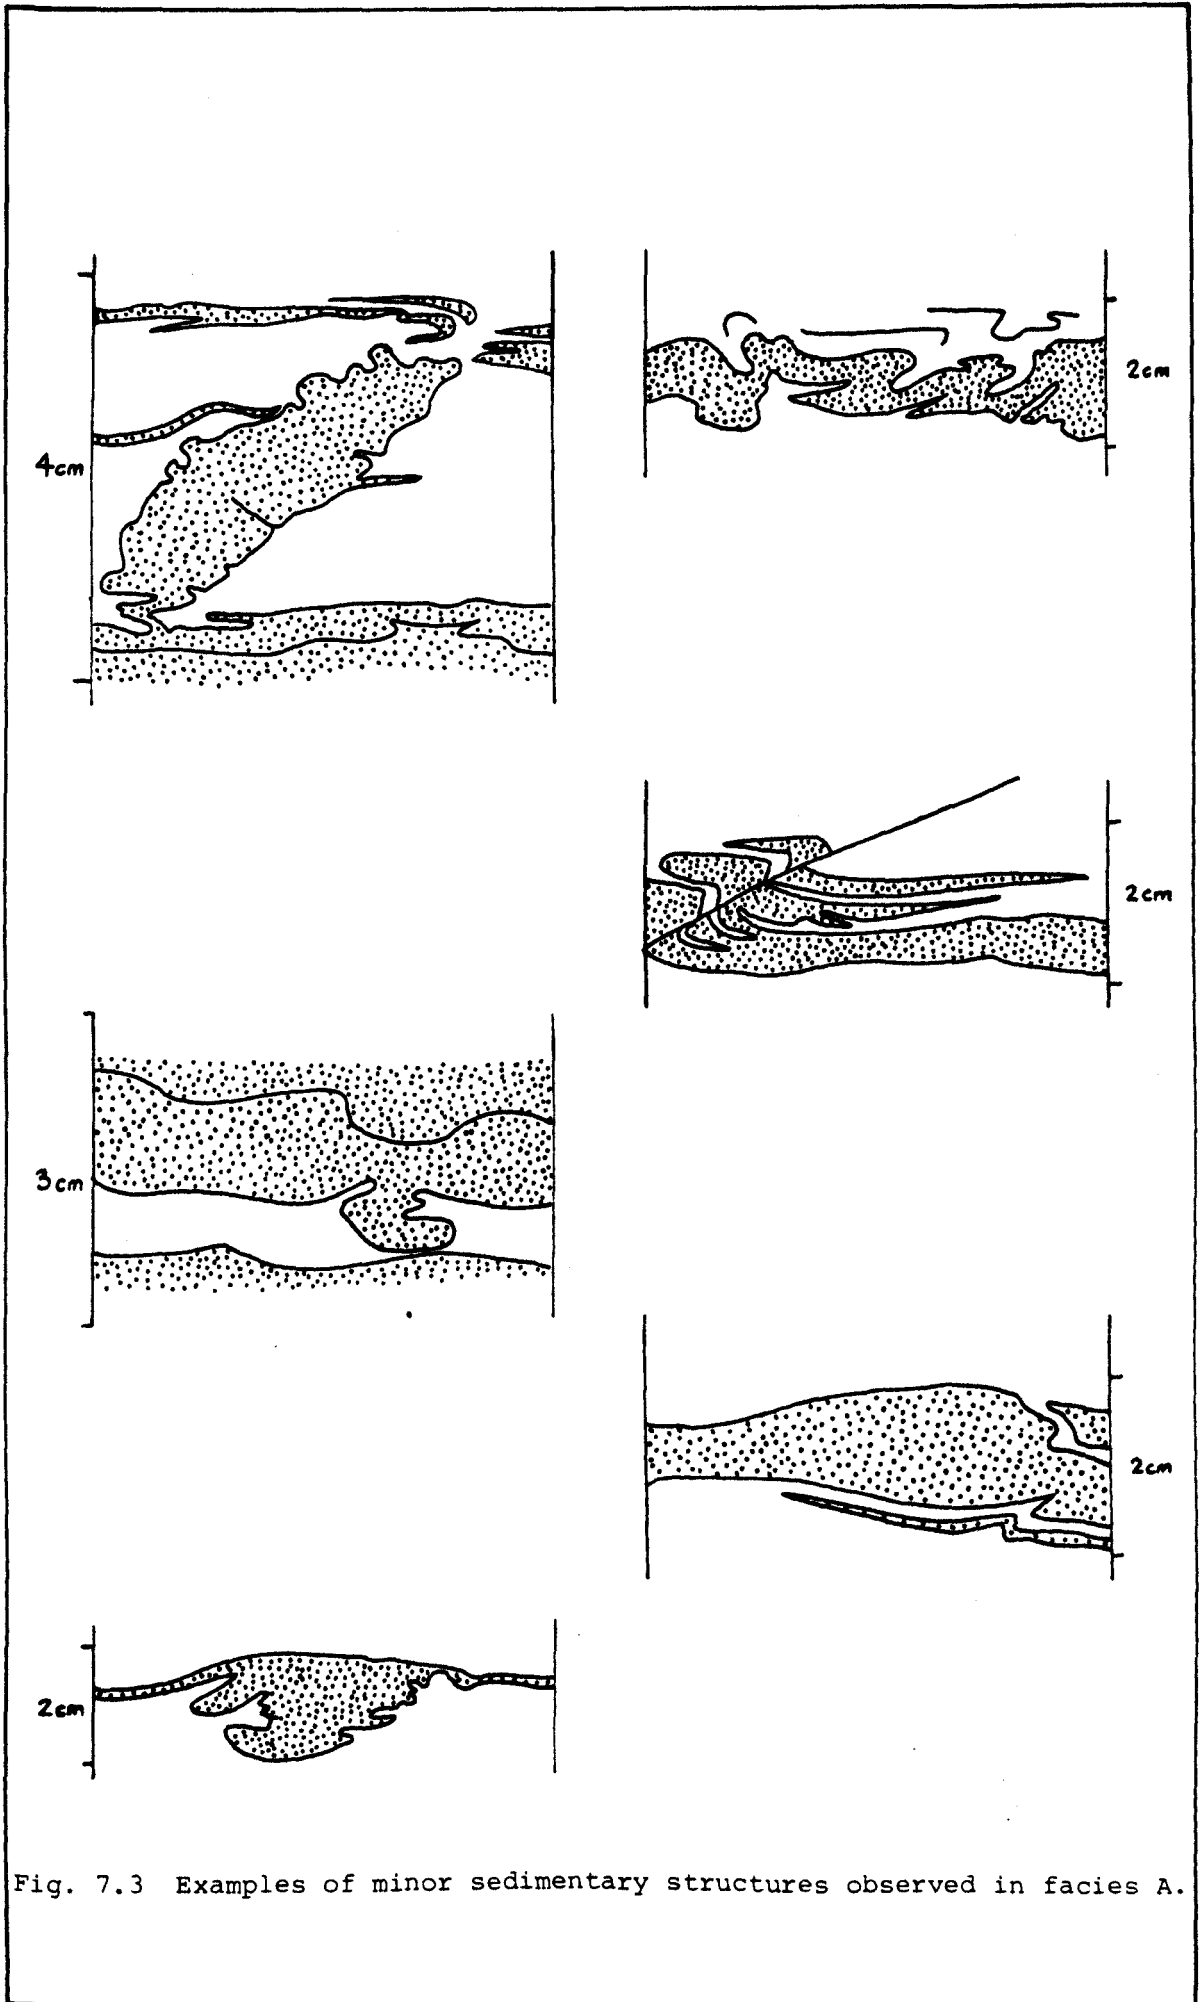 4cm
2cm
2cm
3cm
2cm
2cm
Fig. 7.3 Examples of minor sedimentary structures observed in facies A.